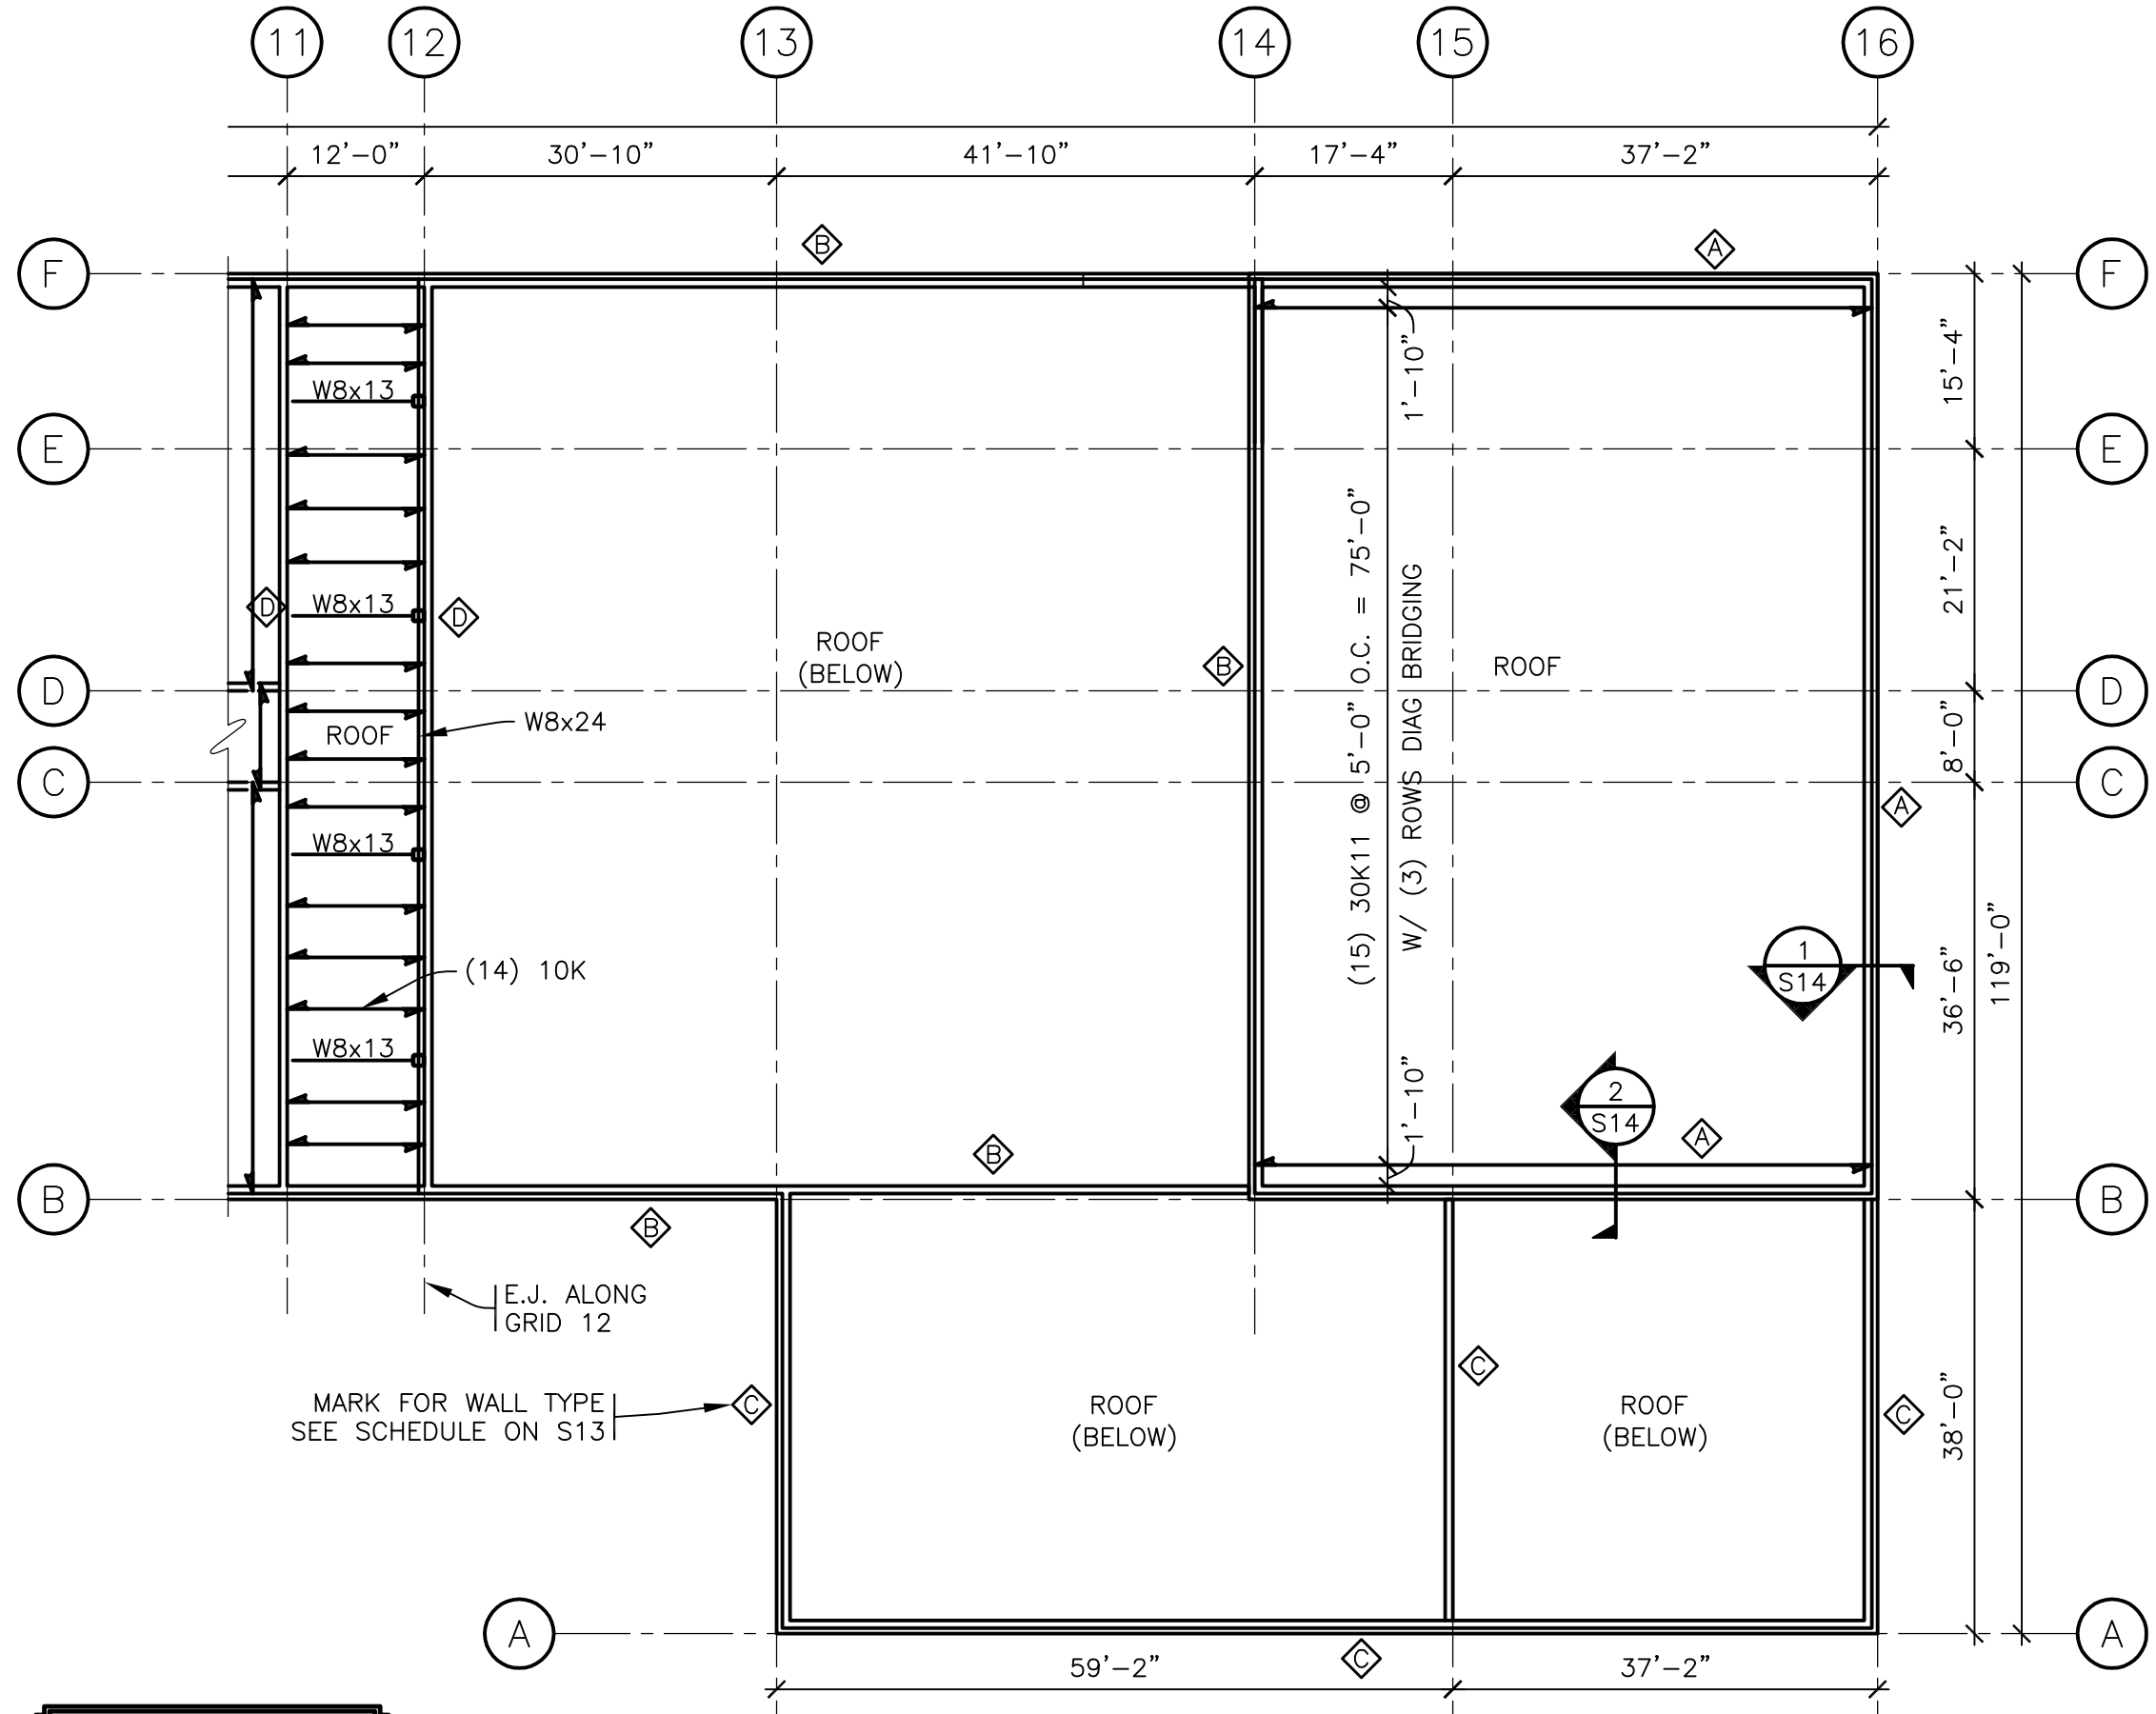 11 12 13 14 15 16
12'-0" 30'-10" 41'-10" 17'-4" 37'-2"
B A
F F
15'-4"
1'-10"
W8x13
E E
21'-2"
(15) 30K11 @ 5'-0" O.C. = 75'-0"
W/ (3) ROWS DIAG BRIDGING
D W8x13 D
ROOF
(BELOW)
B ROOF
D D
W8x24
ROOF
8'-0"
C C
A
W8x13
36'-6"
119'-0"
1
S14
(14) 10K
W8x13
1'-10"
2
S14
A
B
B B
B
E.J. ALONG
GRID 12
38'-0"
C
MARK FOR WALL TYPE
SEE SCHEDULE ON S13
C
ROOF
(BELOW)
ROOF
(BELOW)
C
A A
C
59'-2" 37'-2"